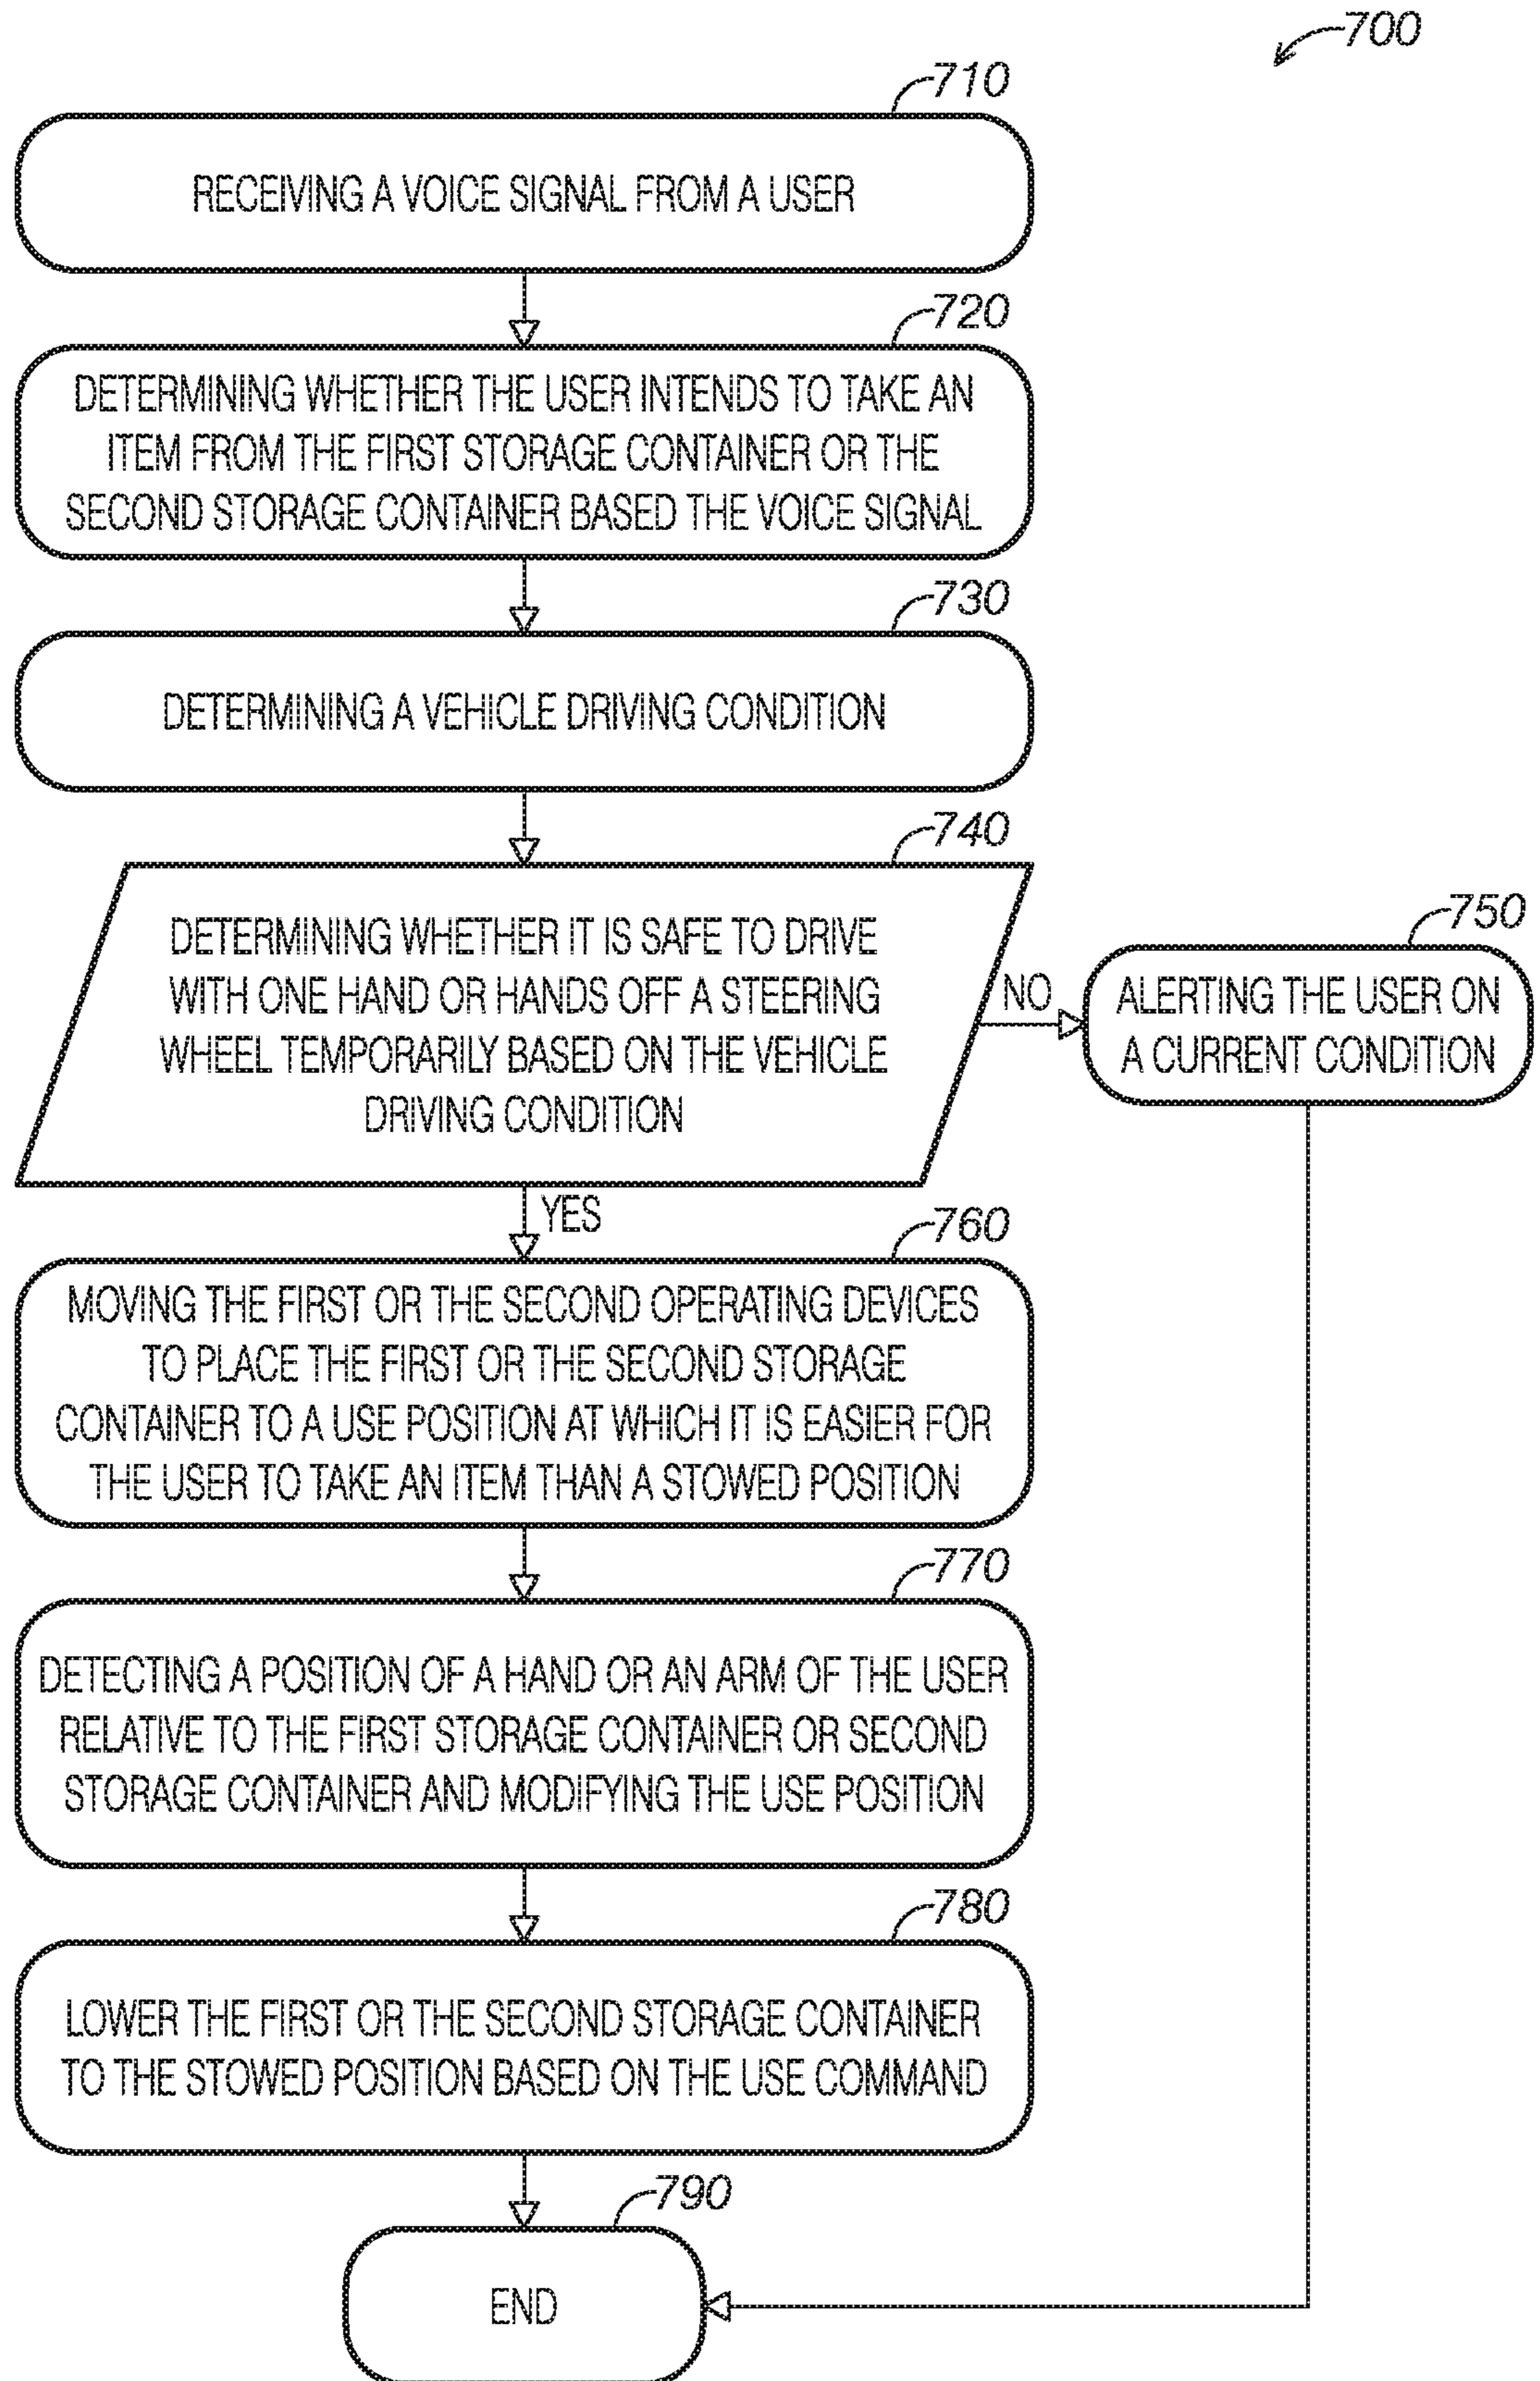 700
710
RECEIVING A VOICE SIGNAL FROM A USER
720
DETERMINING WHETHER THE USER INTENDS TO TAKE AN
ITEM FROM THE FIRST STORAGE CONTAINER OR THE
SECOND STORAGE CONTAINER BASED THE VOICE SIGNAL
730
DETERMINING A VEHICLE DRIVING CONDITION
740
DETERMINING WHETHER IT IS SAFE TO DRIVE
WITH ONE HAND OR HANDS OFF A STEERING
WHEEL TEMPORARILY BASED ON THE VEHICLE
DRIVING CONDITION
NO
750
ALERTING THE USER ON
A CURRENT CONDITION
YES
760
MOVING THE FIRST OR THE SECOND OPERATING DEVICES
TO PLACE THE FIRST OR THE SECOND STORAGE
CONTAINER TO A USE POSITION AT WHICH IT IS EASIER FOR
THE USER TO TAKE AN ITEM THAN A STOWED POSITION
770
DETECTING A POSITION OF A HAND OR AN ARM OF THE USER
RELATIVE TO THE FIRST STORAGE CONTAINER OR SECOND
STORAGE CONTAINER AND MODIFYING THE USE POSITION
780
LOWER THE FIRST OR THE SECOND STORAGE CONTAINER
TO THE STOWED POSITION BASED ON THE USE COMMAND
790
END